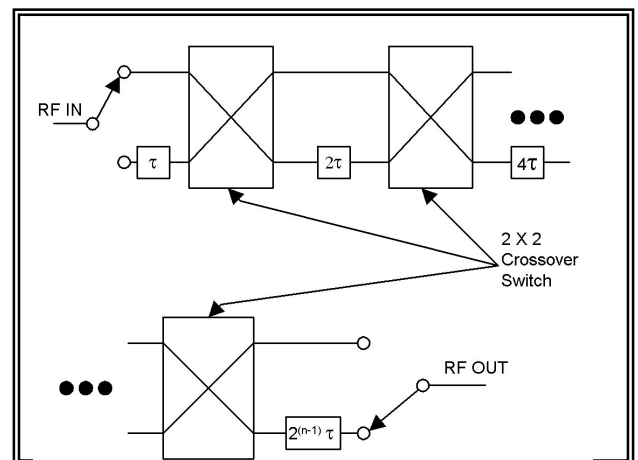 RF IN
τ
2τ
4τ
2 X 2
Crossover
Switch
RF OUT
2⁽ⁿ⁻¹⁾ τ